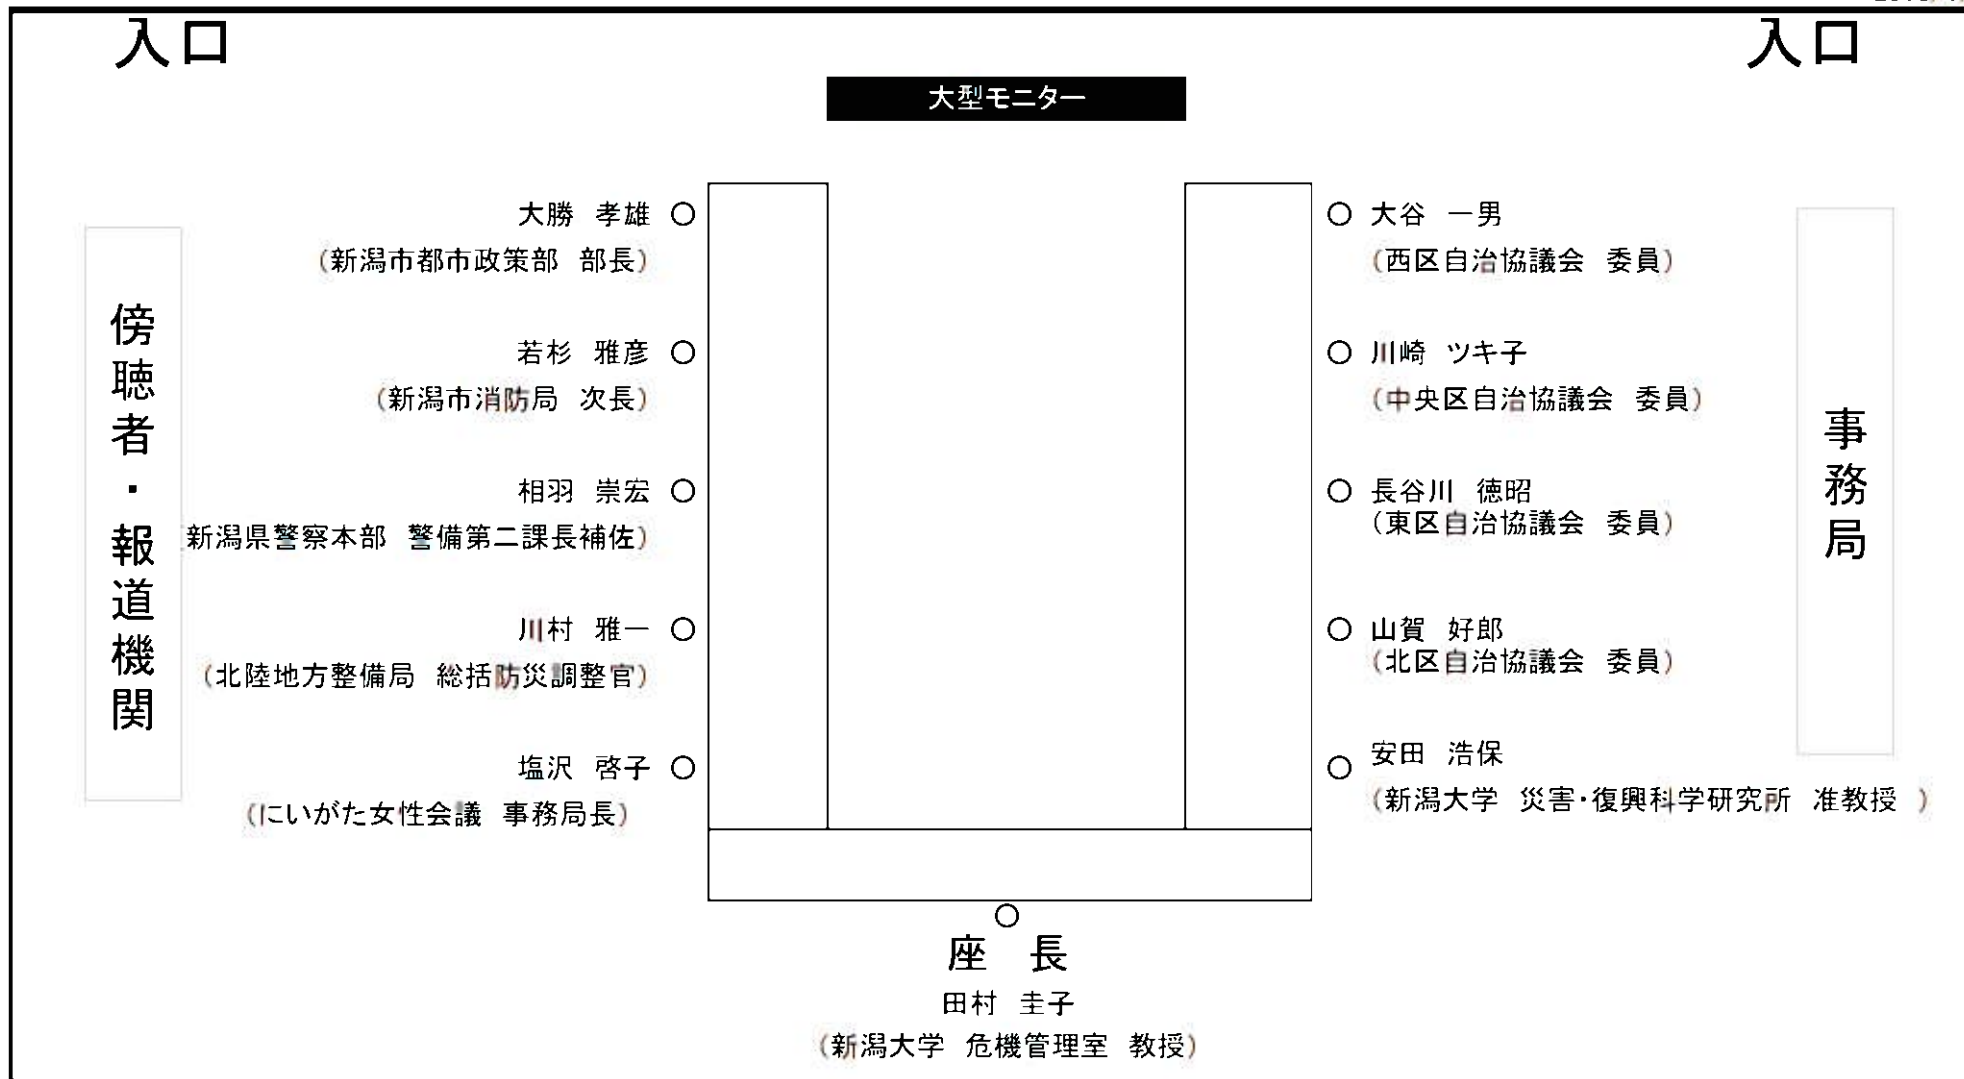 入口
入口
大型モニター
傍聴者・報道機関
大勝 孝雄 ○
(新潟市都市政策部 部長)
若杉 雅彦 ○
(新潟市消防局 次長)
相羽 崇宏 ○
新潟県警察本部 警備第二課長補佐)
川村 雅一 ○
(北陸地方整備局 総括防災調整官)
塩沢 啓子 ○
(にいがた女性会議 事務局長)
○ 大谷 一男
(西区自治協議会 委員)
○ 川崎 ツキ子
(中央区自治協議会 委員)
○ 長谷川 徳昭
(東区自治協議会 委員)
○ 山賀 好郎
(北区自治協議会 委員)
○ 安田 浩保
(新潟大学 災害・復興科学研究所 准教授 )
事務局
○
座 長
田村 圭子
(新潟大学 危機管理室 教授)